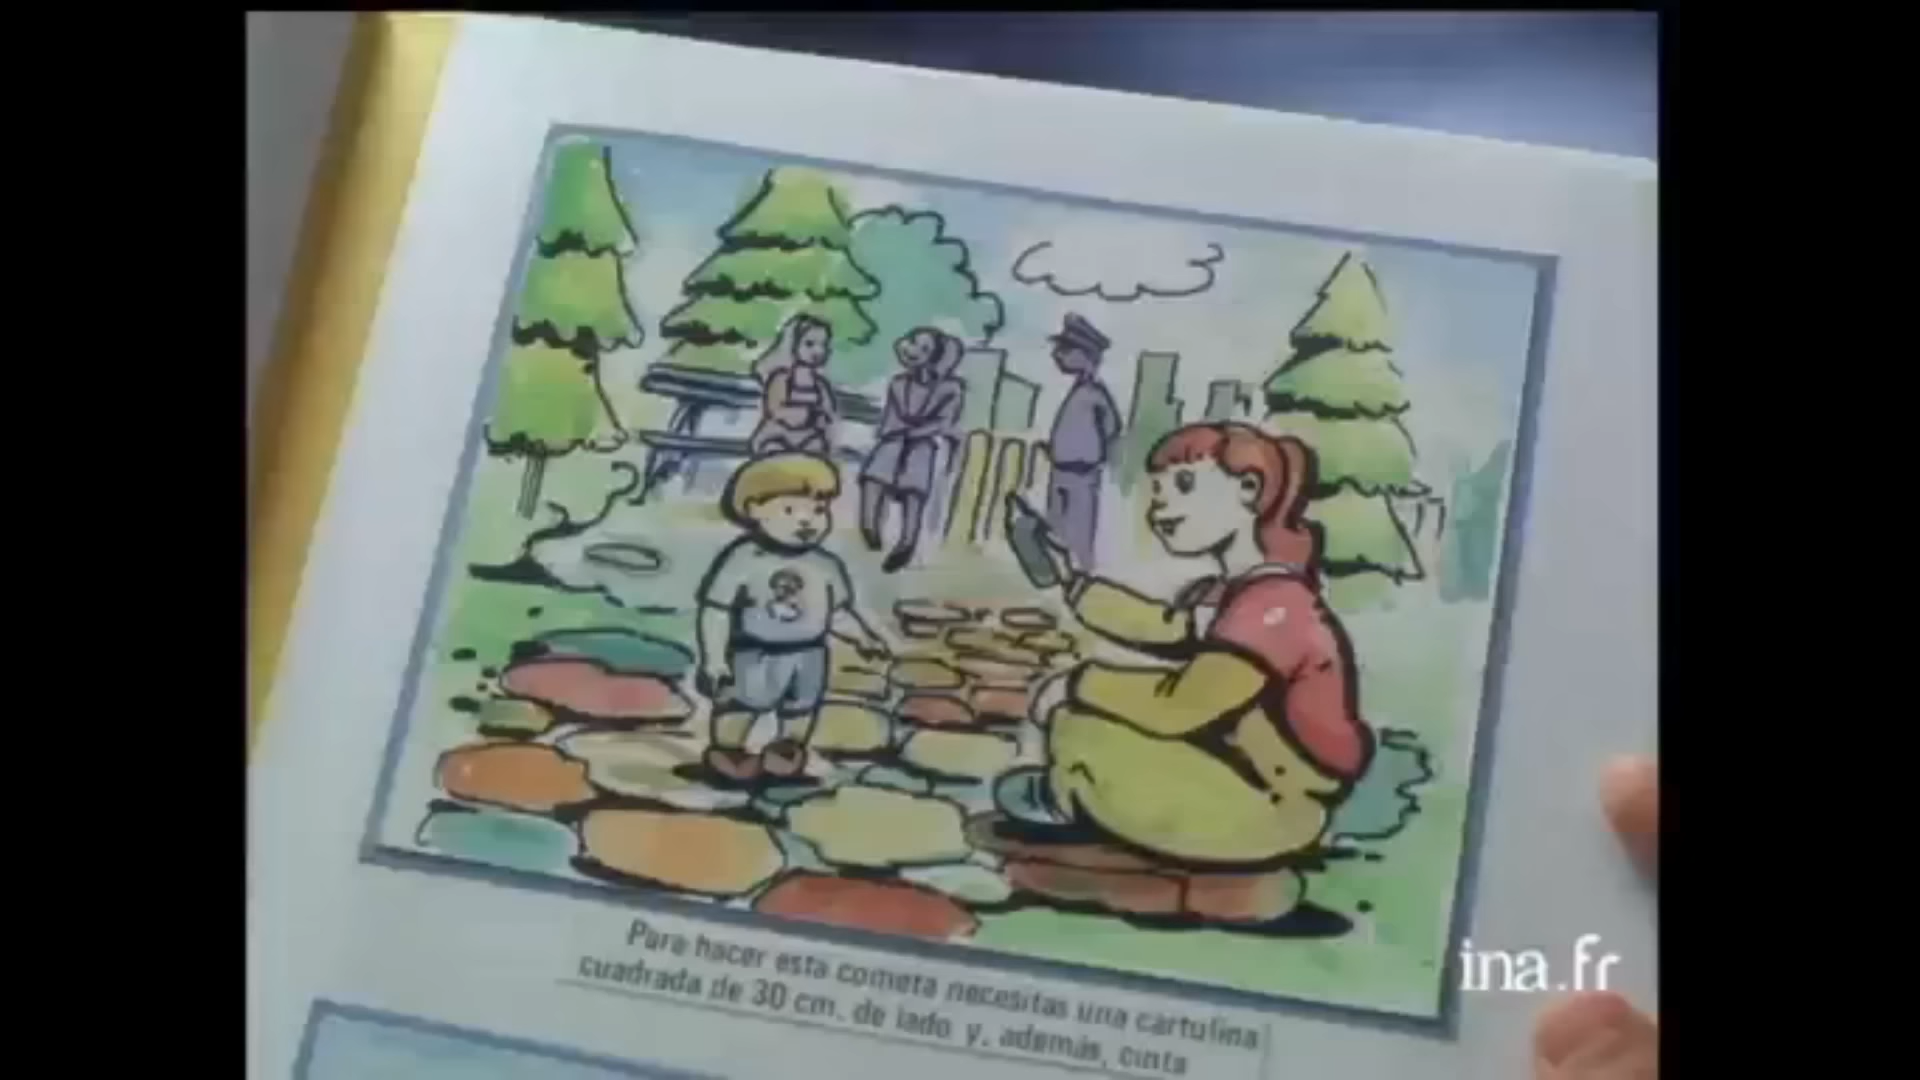 Para hacer esta cometa necesitas una cartulina
cuadrada de 30 cm. de lado y, además, cinta
ina.fr